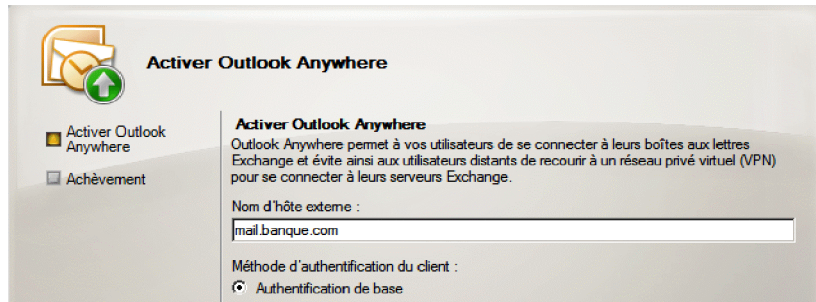 Activer Outlook Anywhere
Activer Outlook
Anywhere
Achèvement
Activer Outlook Anywhere
Outlook Anywhere permet à vos utilisateurs de se connecter à leurs boîtes aux lettres
Exchange et évite ainsi aux utilisateurs distants de recourir à un réseau privé virtuel (VPN)
pour se connecter à leurs serveurs Exchange.
Nom d'hôte externe :
mail.banque.com
Méthode d'authentification du client :
Authentification de base